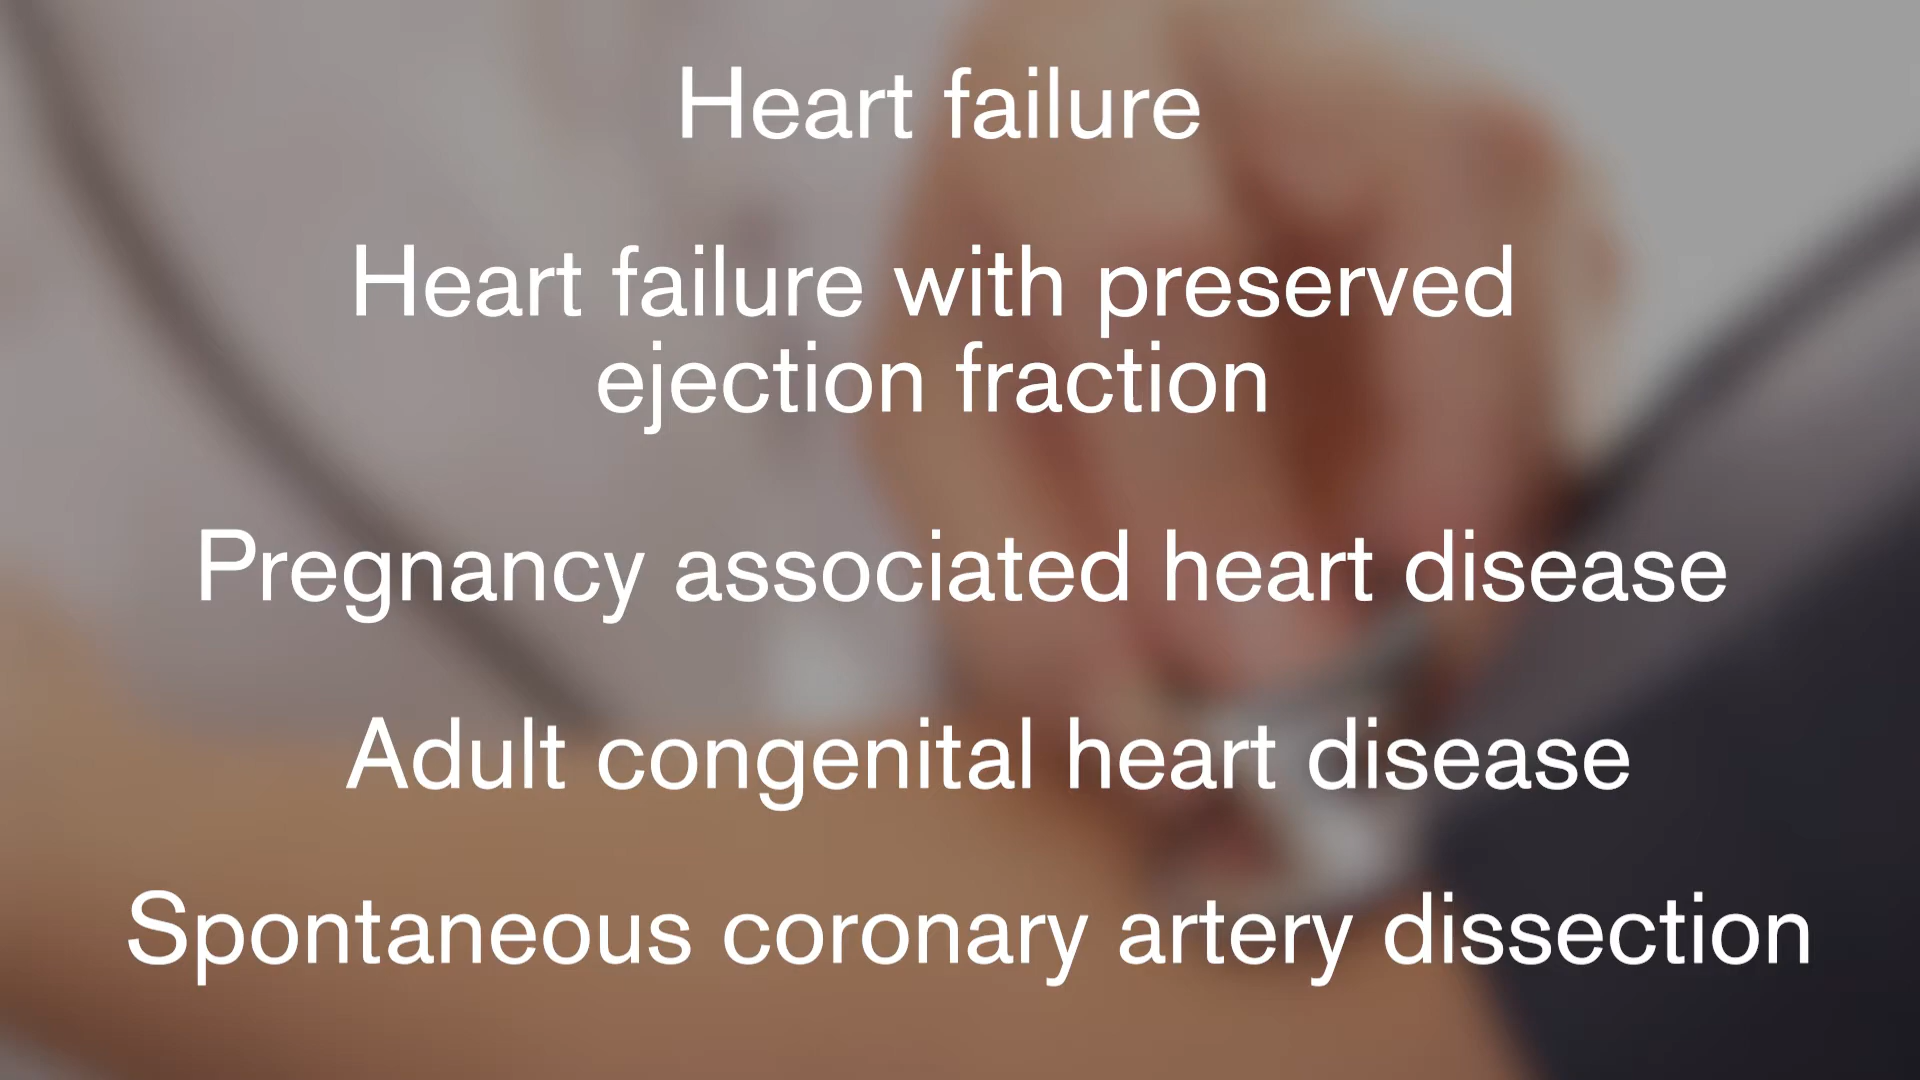 Heart failure
Heart failure with preserved
ejection fraction
Pregnancy associated heart disease
Adult congenital heart disease
Spontaneous coronary artery dissection